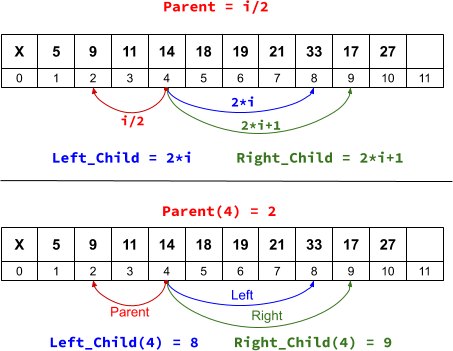 Parent = i/2
X 5 9 11 14 18 19 21 33 17 27
0 1 2 3 4 5 6 7 8 9 10 11
2*i
i/2
2*i+1
Left_Child = 2*i Right_Child = 2*i+1
Parent(4) = 2
X 5 9 11 14 18 19 21 33 17 27
0 1 2 3 4 5 6 7 8 9 10 11
Left
Parent Right
Left_Child(4) = 8 Right_Child(4) = 9